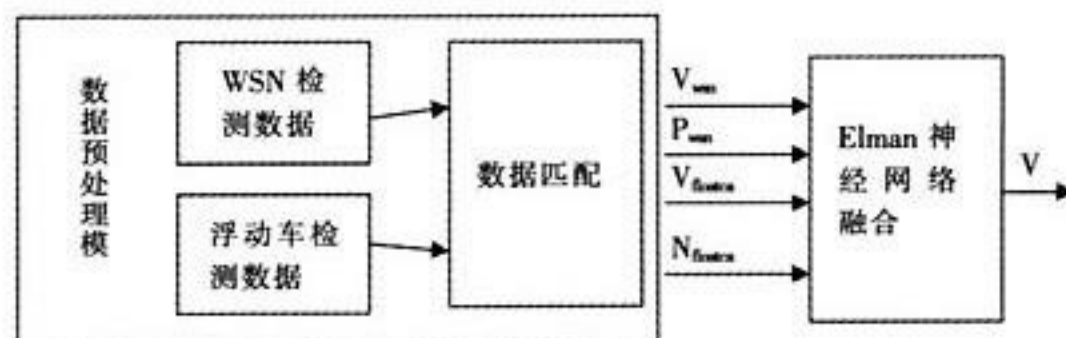 数据预处理模
WSN 检
测数据
浮动车检
测数据
数据匹配
V
P
V
N
Elman 神
经 网 络
融合
V